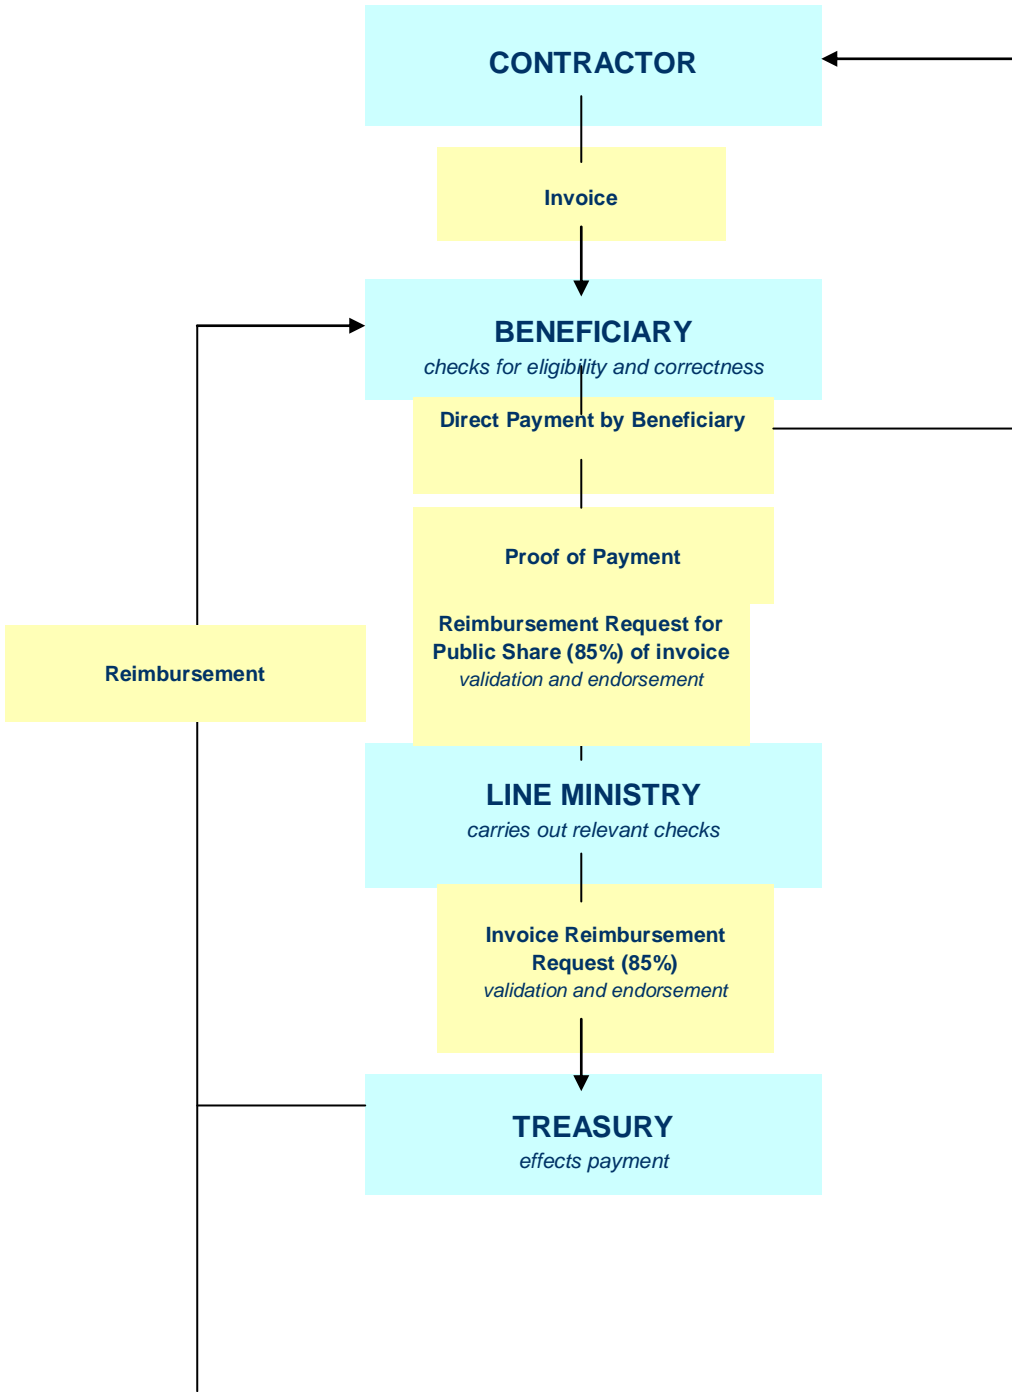 CONTRACTOR
Invoice
BENEFICIARY
checks for eligibility and correctness
Direct Payment by Beneficiary
Proof of Payment
Reimbursement Request for
Public Share (85%) of invoice
validation and endorsement
Reimbursement
LINE MINISTRY
carries out relevant checks
Invoice Reimbursement
Request (85%)
validation and endorsement
TREASURY
effects payment